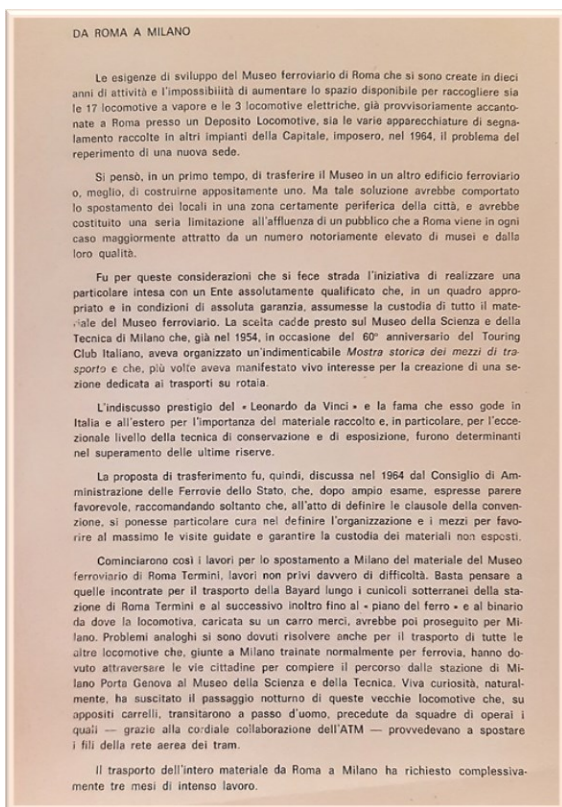 DA ROMA A MILANO
Le esigenze di sviluppo del Museo ferroviario di Roma che si sono create in dieci
anni di attività e l'impossibilità di aumentare lo spazio disponibile per raccogliere sia
le 17 locomotive a vapore e le 3 locomotive elettriche, già provvisoriamente accanto-
nate a Roma presso un Deposito Locomotive, sia le varie apparecchiature di segna-
lamento raccolte in altri impianti della Capitale, imposero, nel 1964, il problema del
reperimento di una nuova sede.
Si pensò, in un primo tempo, di trasferire il Museo in un altro edificio ferroviario
o, meglio, di costruirne appositamente uno. Ma tale soluzione avrebbe comportato
lo spostamento dei locali in una zona certamente periferica della città, e avrebbe
costituito una seria limitazione all'affluenza di un pubblico che a Roma viene in ogni
caso maggiormente attratto da un numero notoriamente elevato di musei e dalla
loro qualità.
Fu per queste considerazioni che si fece strada l'iniziativa di realizzare una
particolare intesa con un Ente assolutamente qualificato che, in un quadro appro-
priato e in condizioni di assoluta garanzia, assumesse la custodia di tutto il mate-
riale del Museo ferroviario. La scelta cadde presto sul Museo della Scienza e della
Tecnica di Milano che, già nel 1954, in occasione del 60° anniversario del Touring
Club Italiano, aveva organizzato un'indimenticabile Mostra storica dei mezzi di tra-
sporto e che, più volte aveva manifestato vivo interesse per la creazione di una se-
zione dedicata ai trasporti su rotaia.
L'indiscusso prestigio del « Leonardo da Vinci » e la fama che esso gode in
Italia e all'estero per l'importanza del materiale raccolto e, in particolare, per l'ecce-
zionale livello della tecnica di conservazione e di esposizione, furono determinanti
nel superamento delle ultime riserve.
La proposta di trasferimento fu, quindi, discussa nel 1964 dal Consiglio di Am-
ministrazione delle Ferrovie dello Stato, che, dopo ampio esame, espresse parere
favorevole, raccomandando soltanto che, all'atto di definire le clausole della conven-
zione, si ponesse particolare cura nel definire l'organizzazione e i mezzi per favo-
rire al massimo le visite guidate e garantire la custodia dei materiali non esposti.
Cominciarono così i lavori per lo spostamento a Milano del materiale del Museo
ferroviario di Roma Termini, lavori non privi davvero di difficoltà. Basta pensare a
quelle incontrate per il trasporto della Bayard lungo i cunicoli sotterranei della sta-
zione di Roma Termini e al successivo inoltro fino al « piano del ferro » e al binario
da dove la locomotiva, caricata su un carro merci, avrebbe poi proseguito per Mi-
lano. Problemi analoghi si sono dovuti risolvere anche per il trasporto di tutte le
altre locomotive che, giunte a Milano trainate normalmente per ferrovia, hanno do-
vuto attraversare le vie cittadine per compiere il percorso dalla stazione di Mi-
lano Porta Genova al Museo della Scienza e della Tecnica. Viva curiosità, natural-
mente, ha suscitato il passaggio notturno di queste vecchie locomotive che, su
appositi carrelli, transitarono a passo d'uomo, precedute da squadre di operai i
quali — grazie alla cordiale collaborazione dell'ATM — provvedevano a spostare
i fili della rete aerea dei tram.
Il trasporto dell'intero materiale da Roma a Milano ha richiesto complessiva-
mente tre mesi di intenso lavoro.